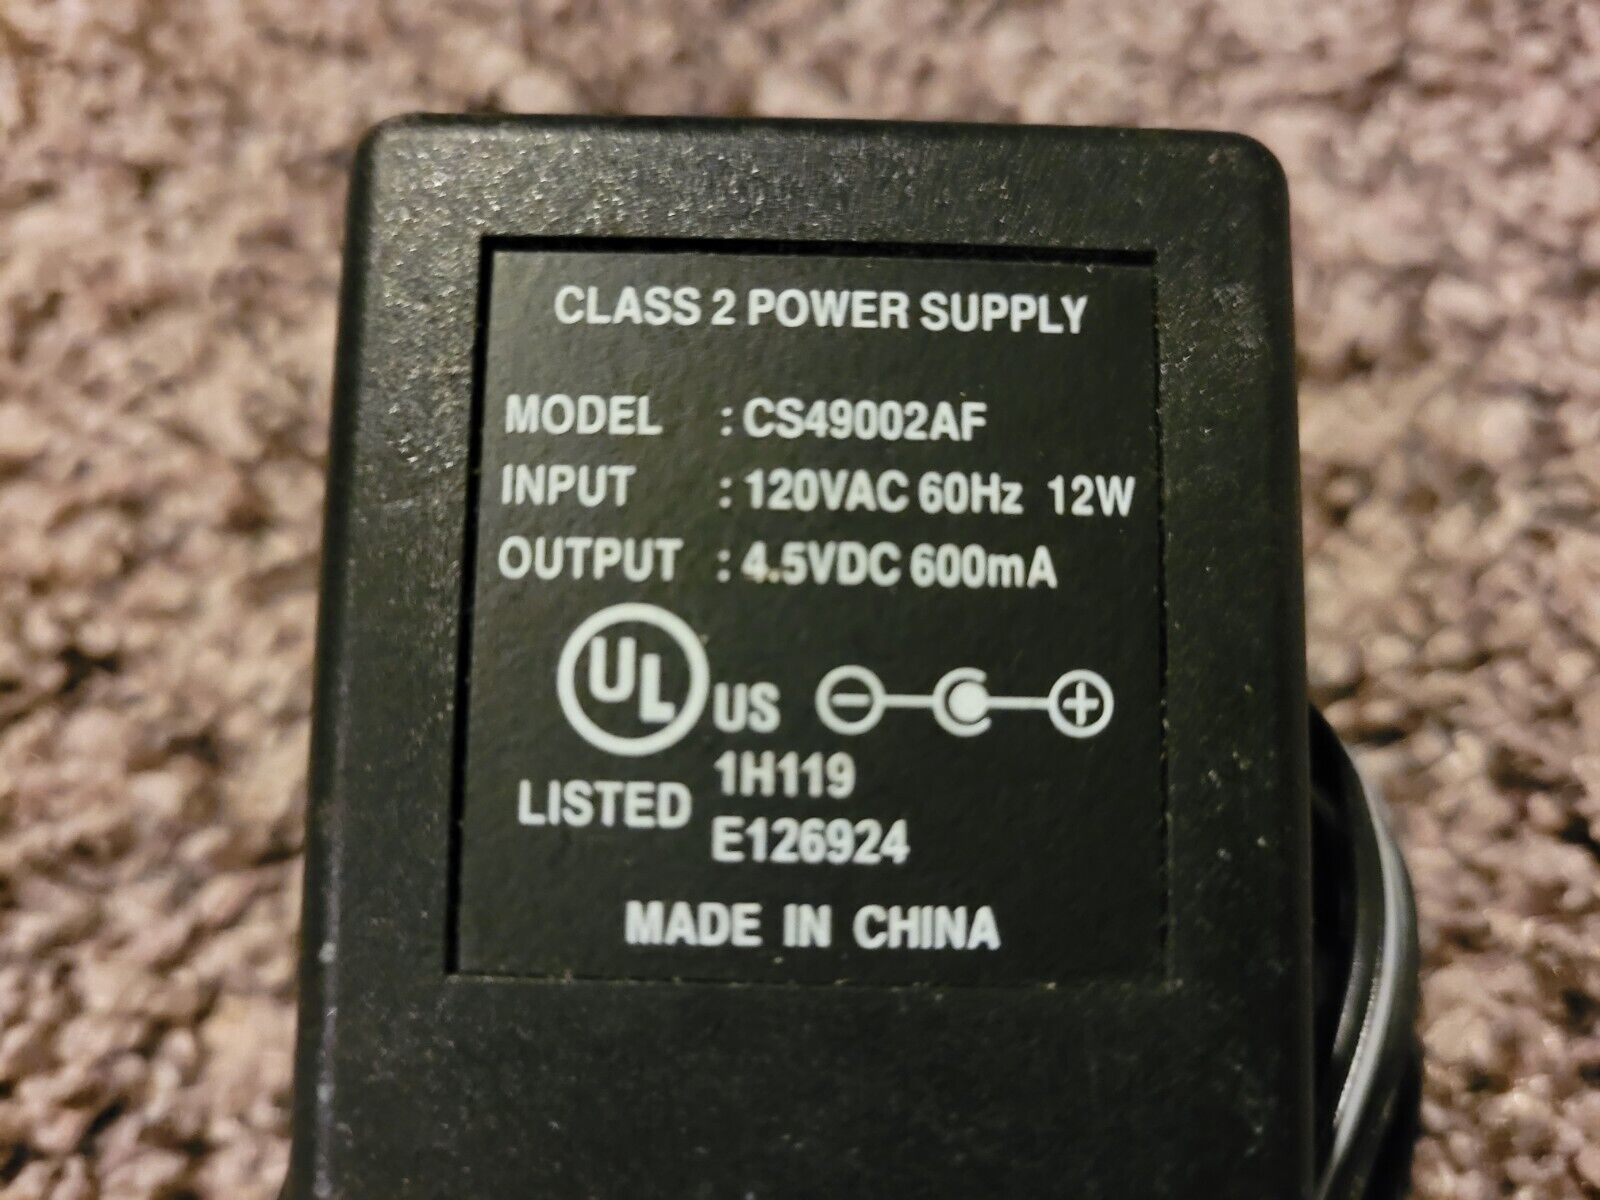 CLASS 2 POWER SUPPLY
MODEL : CS49002AF
INPUT : 120VAC 60Hz 12W
OUTPUT : 4.5VDC 600mA
UL US
LISTED 1H119
E126924
MADE IN CHINA